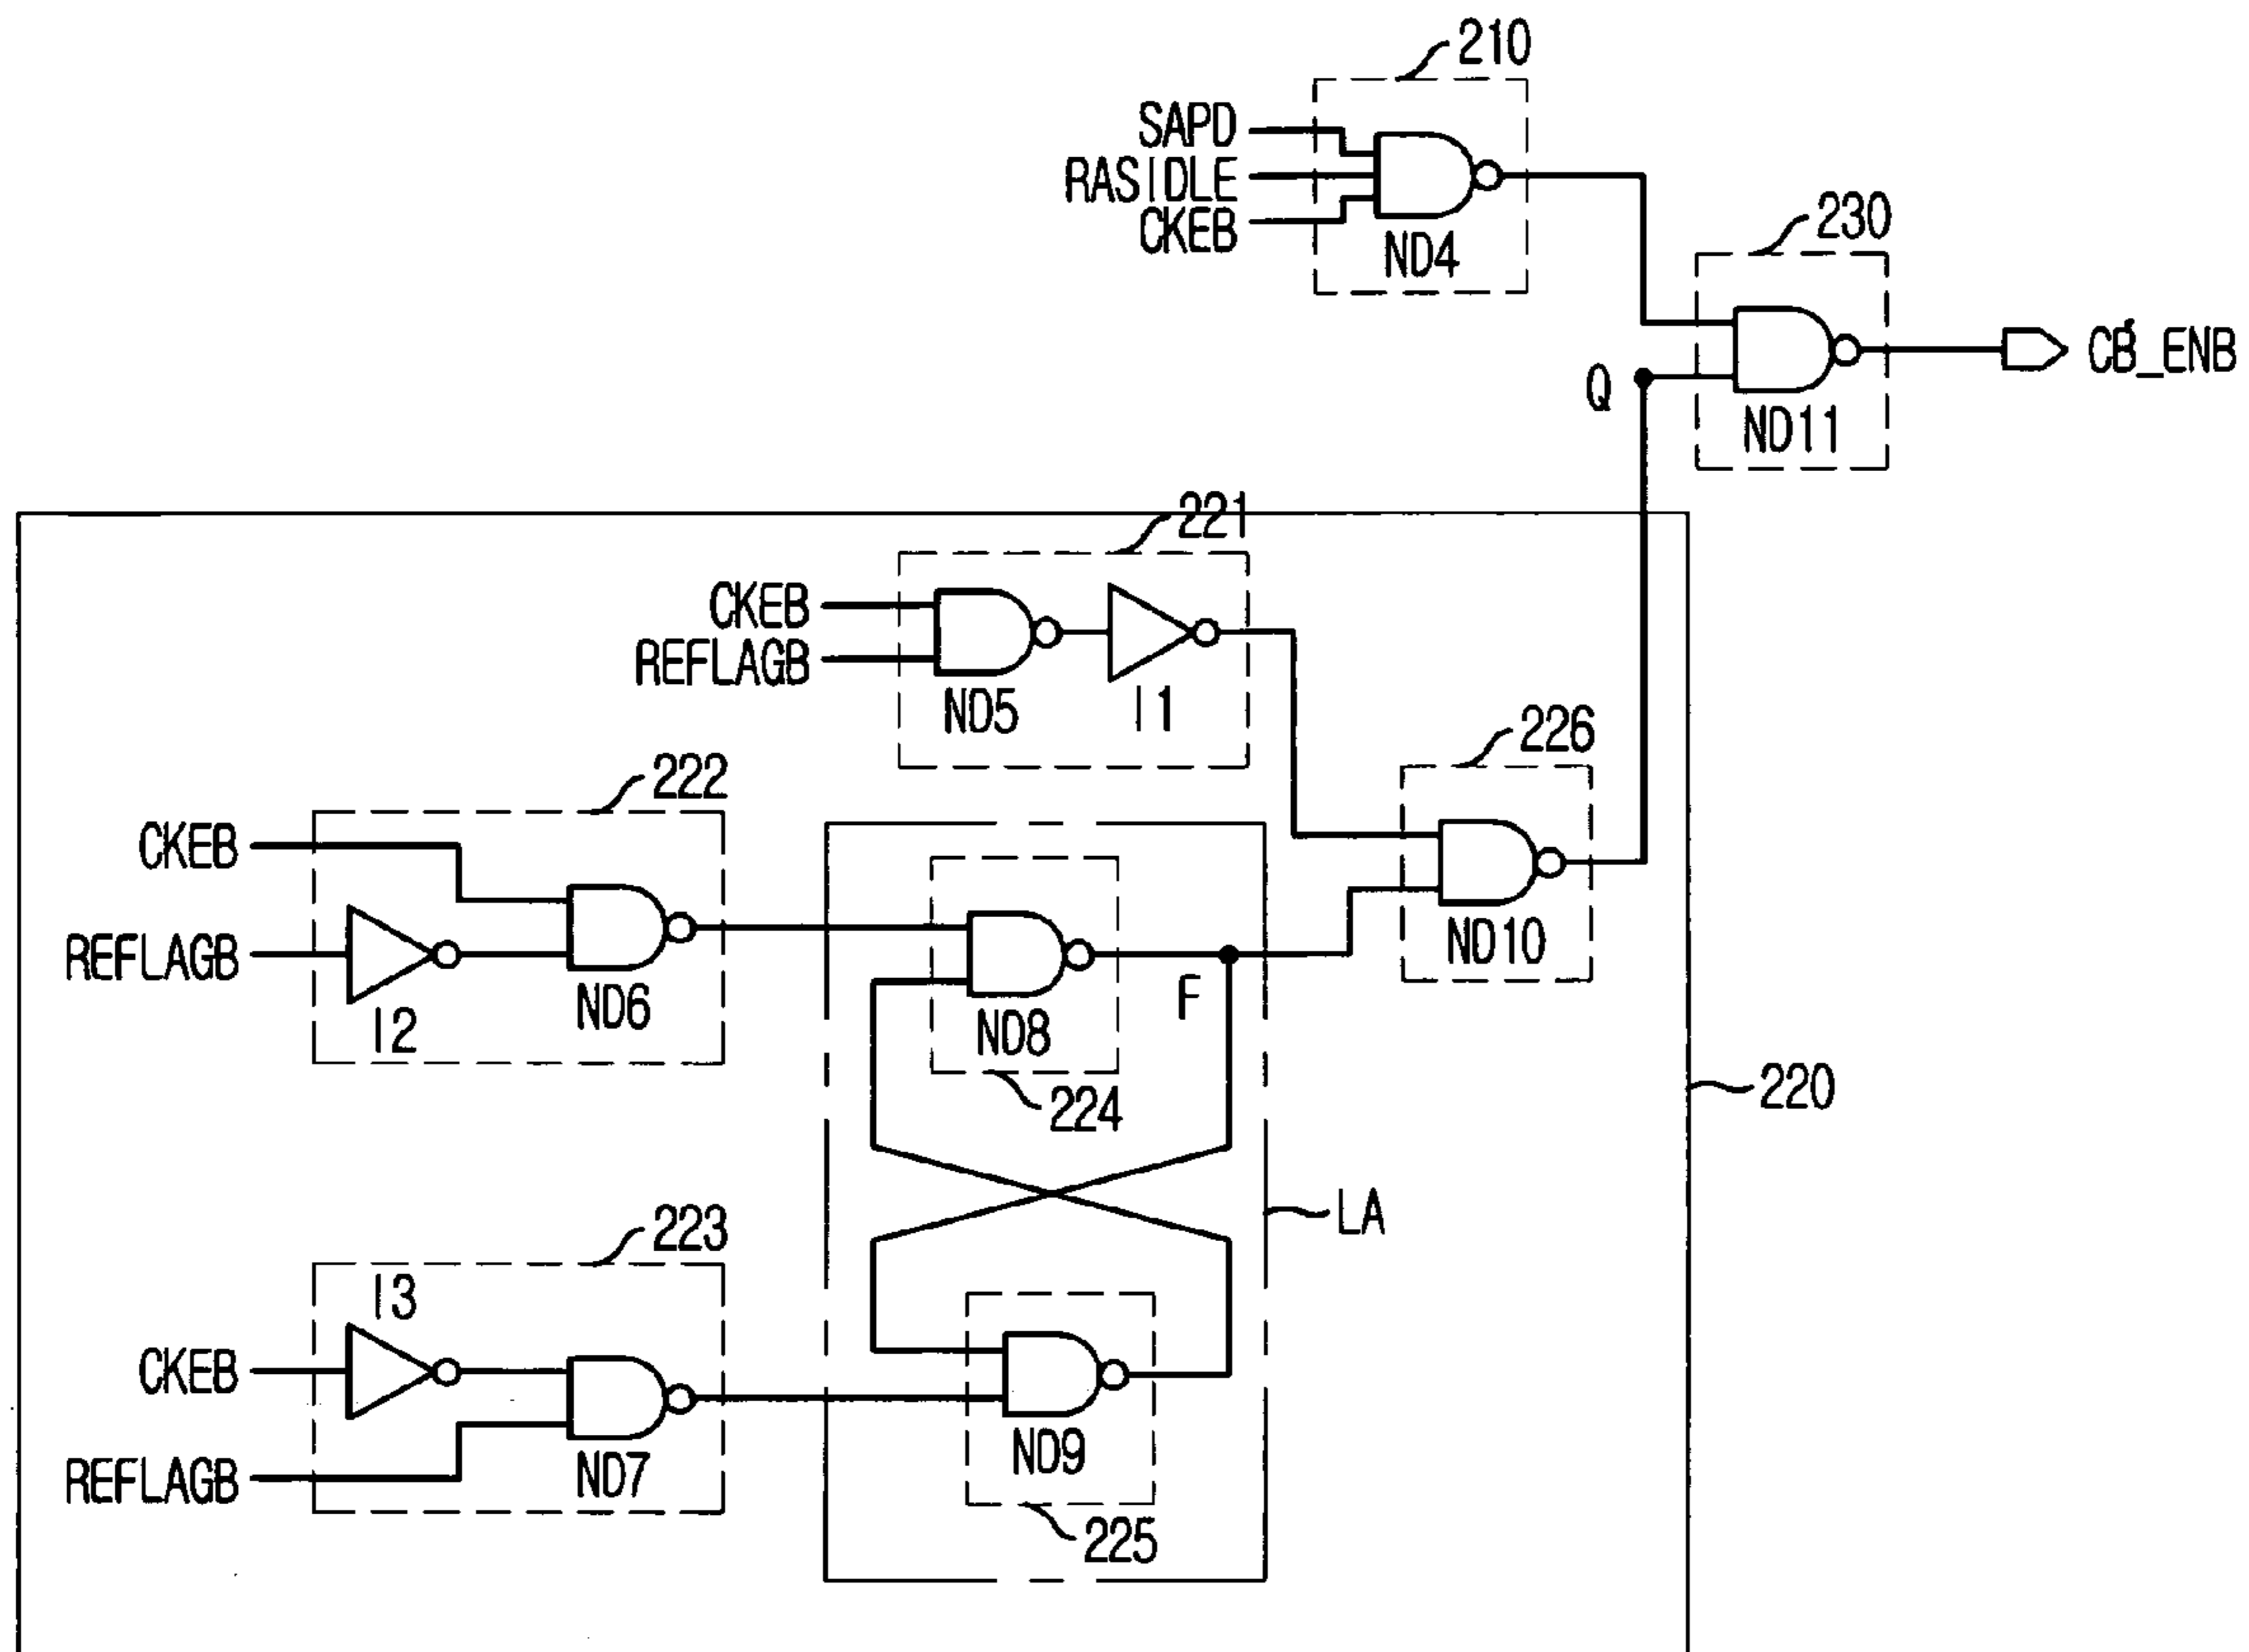 210
SAPD
RASIDLE
CKEB
ND4
230
CB_ENB
Q
ND11
221
CKEB
REFLAGB
ND5
I1
226
222
CKEB
REFLAGB
I2
ND6
ND8
F
ND10
224
220
LA
223
I3
CKEB
REFLAGB
ND7
ND9
225